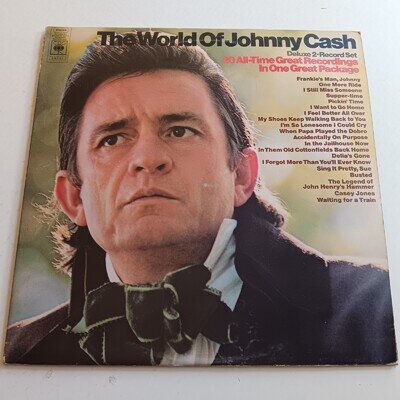 CBS
The World Of Johnny Cash
Deluxe 2-Record Set
20 All-Time Great Recordings
In One Great Package
Frankie's Man, Johnny
One More Ride
I Still Miss Someone
Supper-time
Pickin' Time
I Want to Go Home
I Feel Better All Over
My Shoes Keep Walking Back to You
I'm So Lonesome I Could Cry
When Papa Played the Dobro
Accidentally On Purpose
In the Jailhouse Now
In Them Old Cottonfields Back Home
Delia's Gone
I Forgot More Than You'll Ever Know
Sing It Pretty, Sue
Busted
The Legend of
John Henry's Hammer
Casey Jones
Waiting for a Train